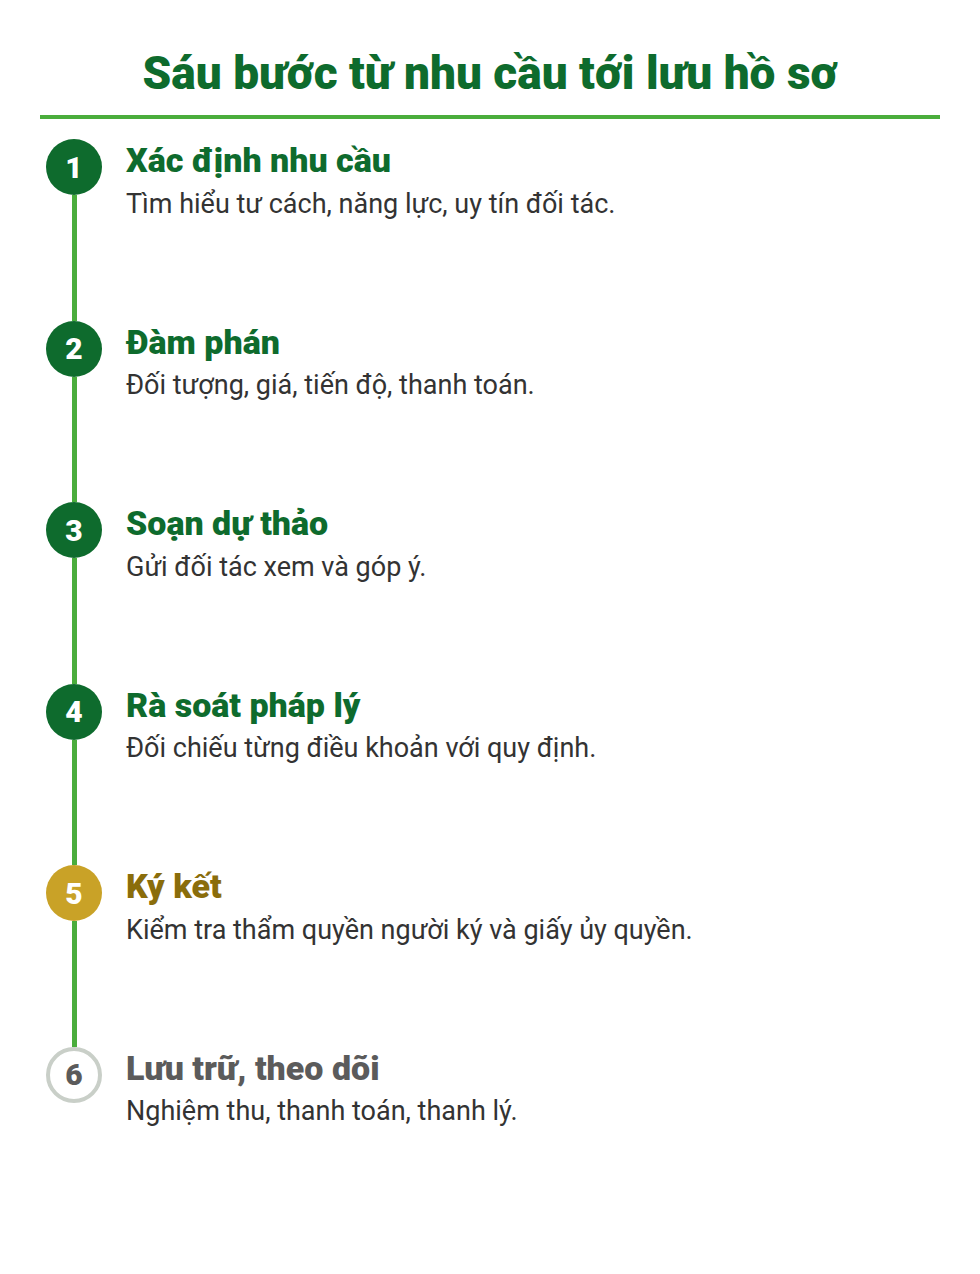 Sáu bước từ nhu cầu tới lưu hồ sơ
1
Xác định nhu cầu
Tìm hiểu tư cách, năng lực, uy tín đối tác.
2
Đàm phán
Đối tượng, giá, tiến độ, thanh toán.
3
Soạn dự thảo
Gửi đối tác xem và góp ý.
4
Rà soát pháp lý
Đối chiếu từng điều khoản với quy định.
5
Ký kết
Kiểm tra thẩm quyền người ký và giấy ủy quyền.
6
Lưu trữ, theo dõi
Nghiệm thu, thanh toán, thanh lý.